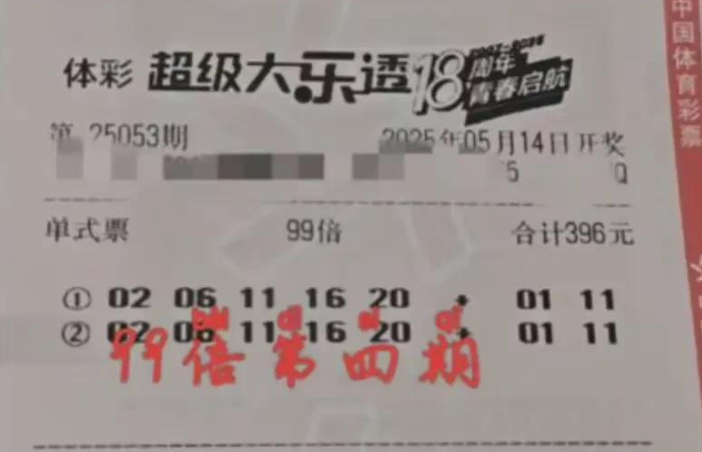 体彩 超级大乐透 18周年 2007-2025 青春启航
第 25053期 2025年05月14日开奖
单式票 99倍 合计396元
① 02 06 11 16 20 + 01 11
② 02 06 11 16 20 + 01 11
99倍第四期
中国体育彩票